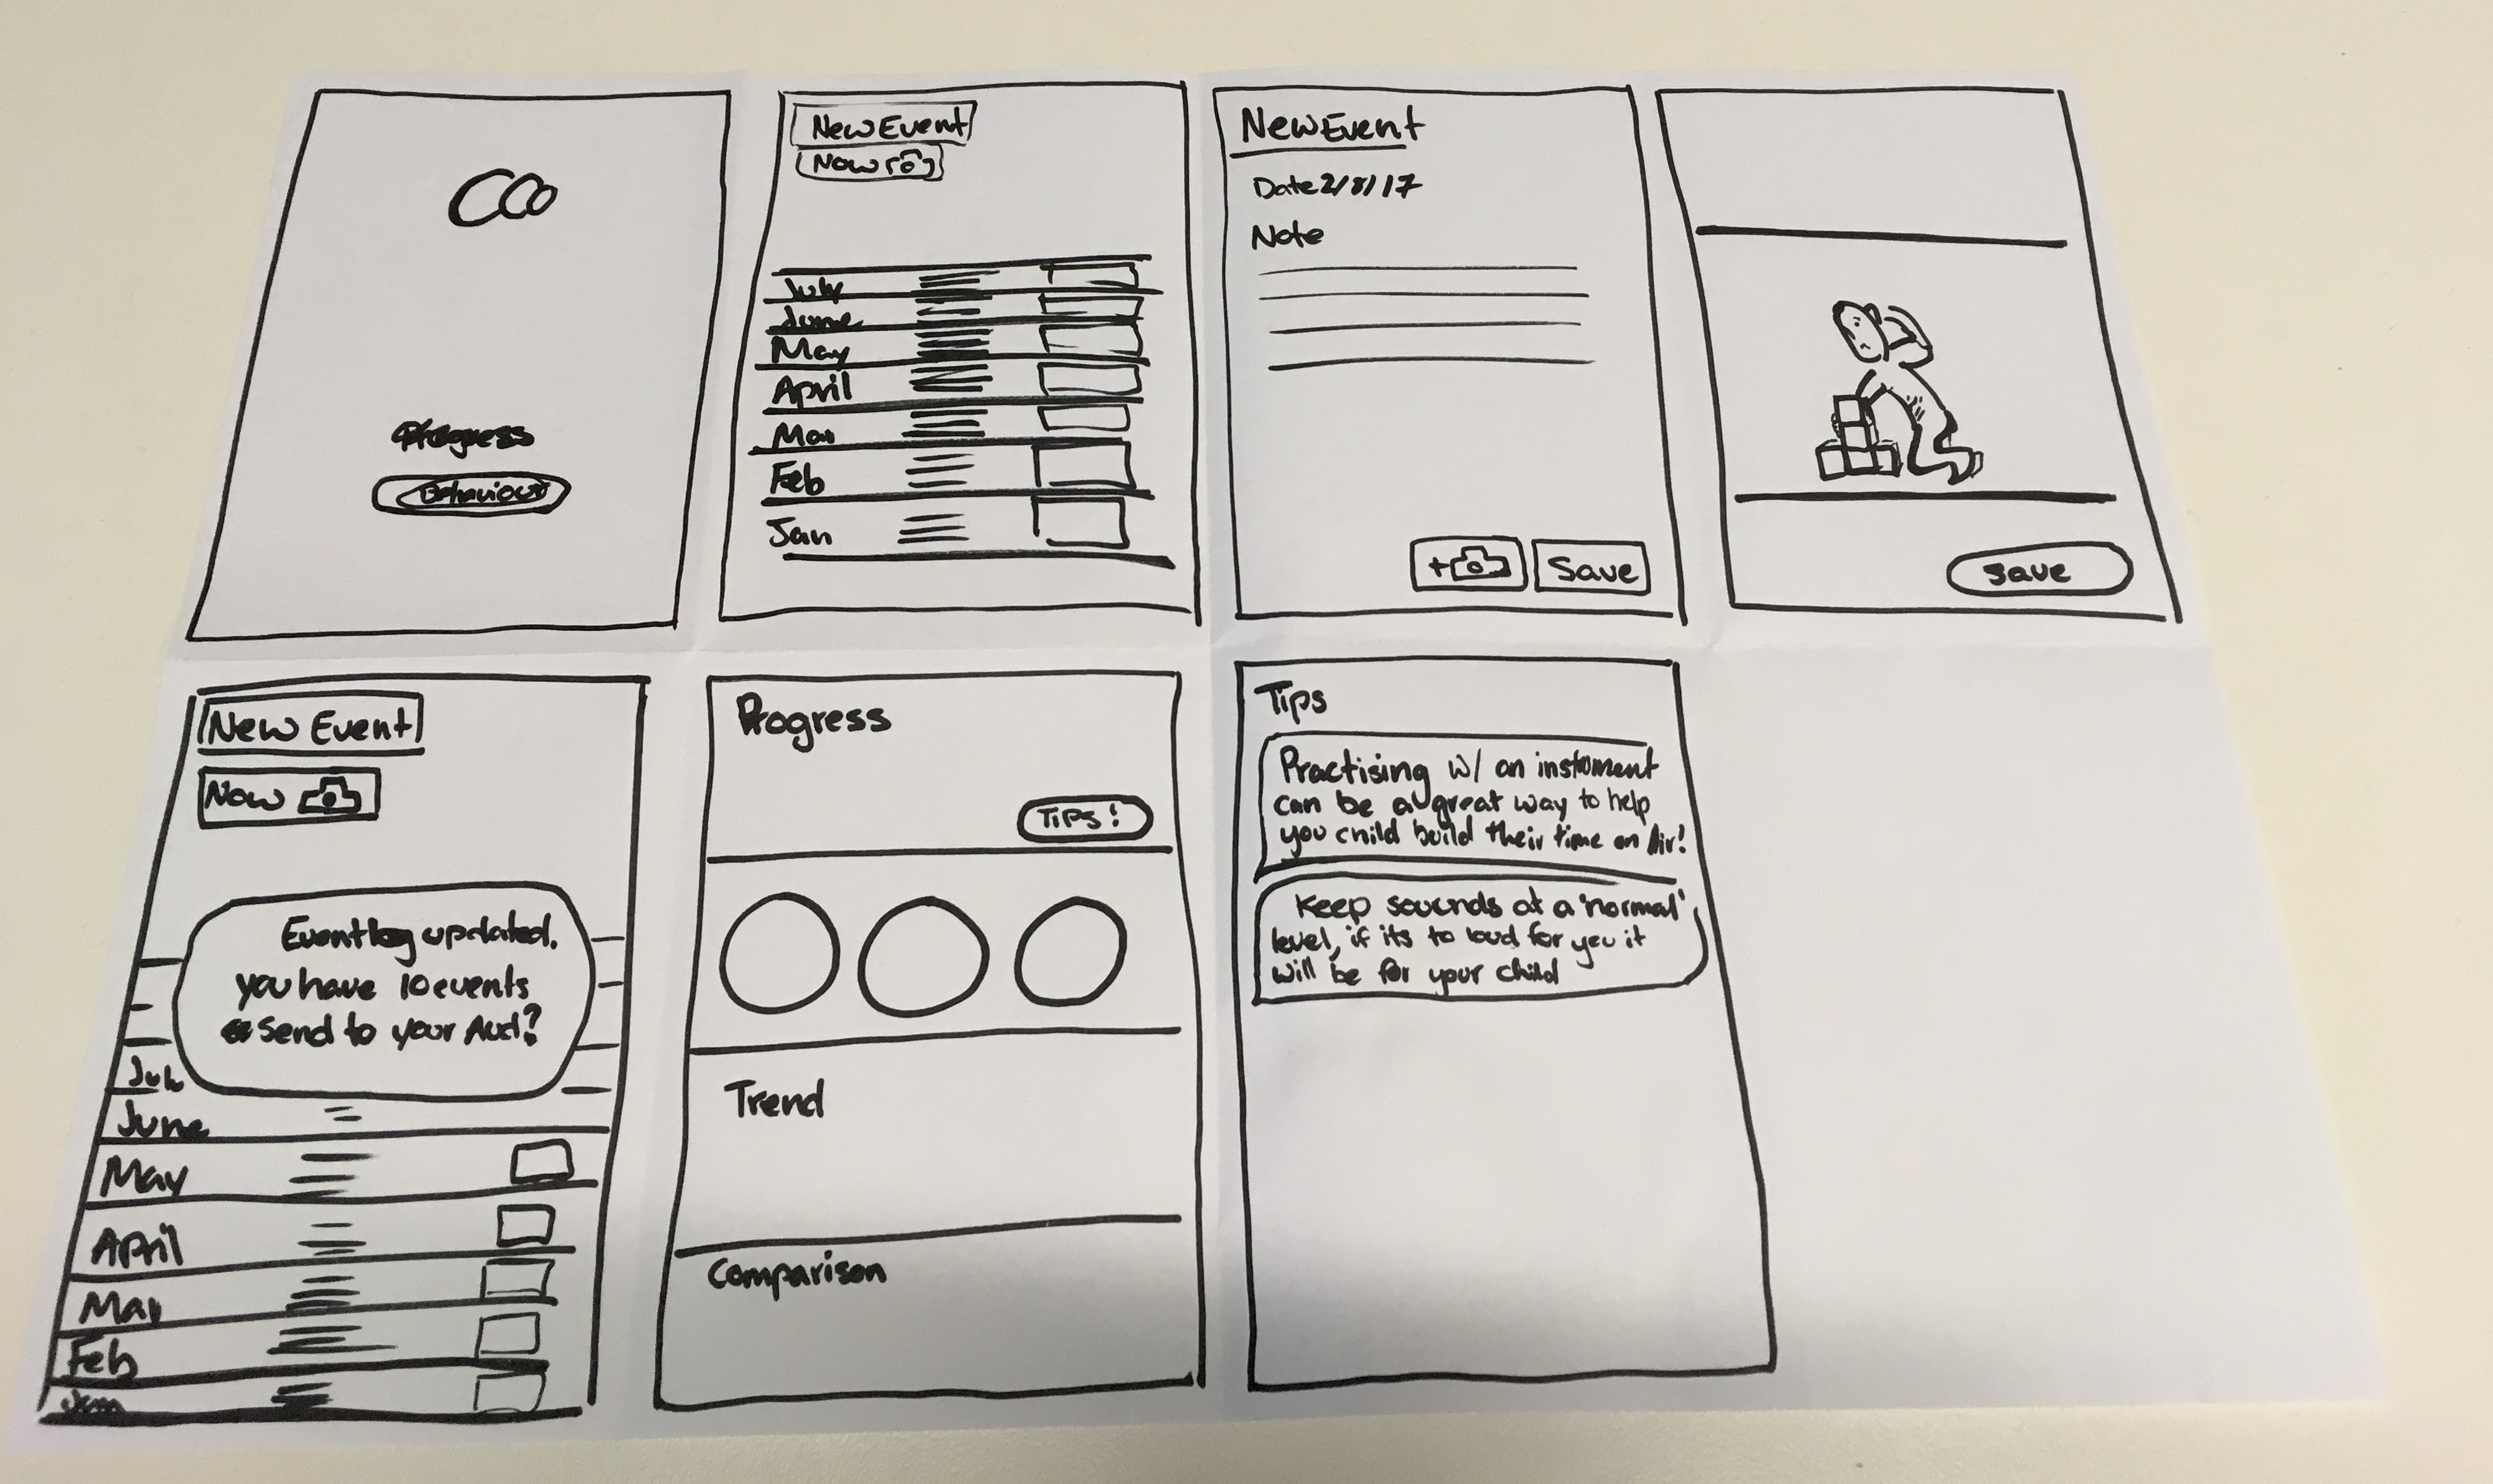 Progress
Behaviour
New Event
Now
July
June
May
April
Mar
Feb
Jan
New Event
Date 2/8/17
Note
+
Save
Save
New Event
Now
Event log updated.
you have 10 events
send to your Aud?
July
June
May
April
Mar
Feb
Jan
Progress
TIPS!
Trend
Comparison
Tips
Practising w/ an instrument
can be a great way to help
you child build their time on Air!
Keep sounds at a 'normal'
level, if its to loud for you it
will be for your child